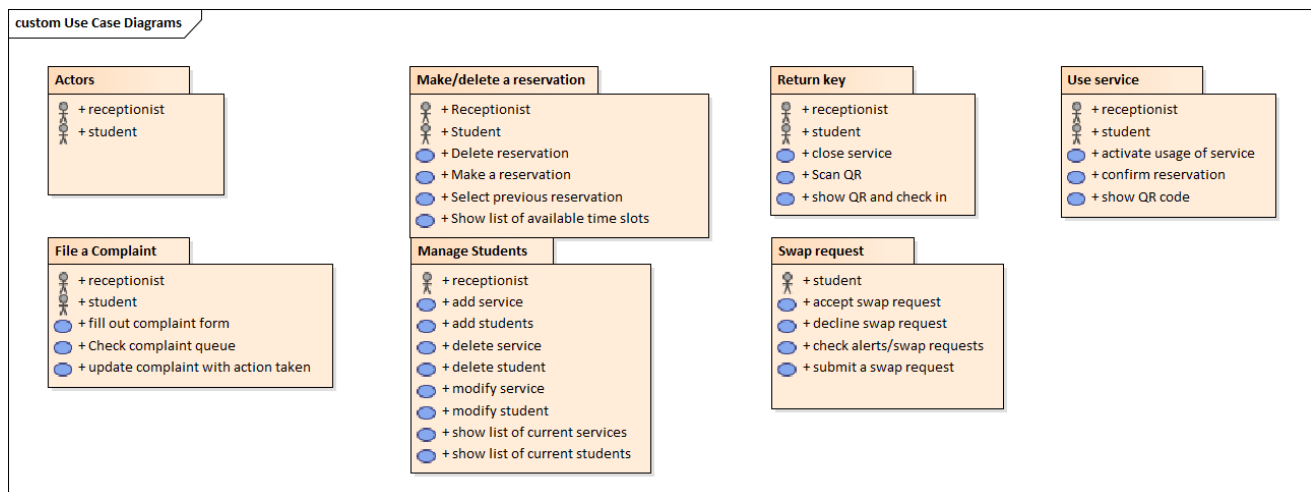 custom Use Case Diagrams
Actors
+ receptionist
+ student
Make/delete a reservation
+ Receptionist
+ Student
+ Delete reservation
+ Make a reservation
+ Select previous reservation
+ Show list of available time slots
Return key
+ receptionist
+ student
+ close service
+ Scan QR
+ show QR and check in
Use service
+ receptionist
+ student
+ activate usage of service
+ confirm reservation
+ show QR code
File a Complaint
+ receptionist
+ student
+ fill out complaint form
+ Check complaint queue
+ update complaint with action taken
Manage Students
+ receptionist
+ add service
+ add students
+ delete service
+ delete student
+ modify service
+ modify student
+ show list of current services
+ show list of current students
Swap request
+ student
+ accept swap request
+ decline swap request
+ check alerts/swap requests
+ submit a swap request